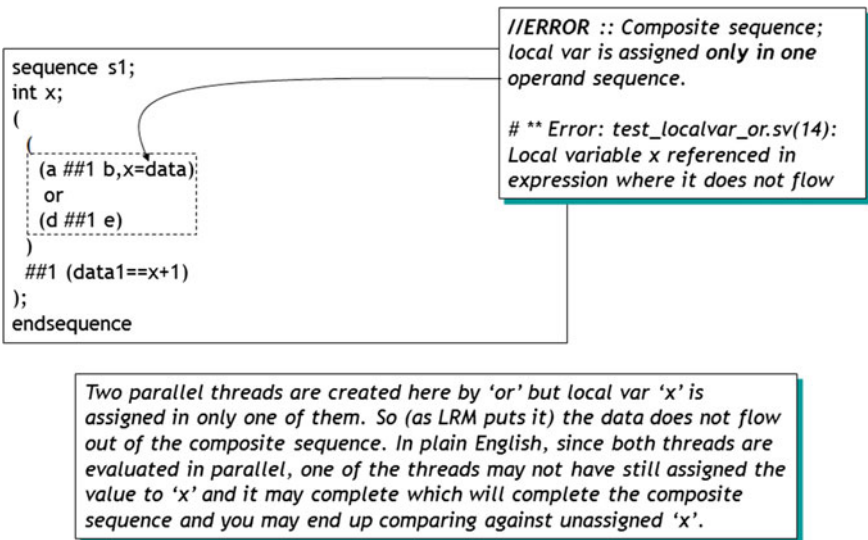 //ERROR :: Composite sequence;
local var is assigned only in one
operand sequence.
# ** Error: test_localvar_or.sv(14):
Local variable x referenced in
expression where it does not flow
sequence s1;
int x;
(
(
(a ##1 b,x=data)
or
(d ##1 e)
)
##1 (data1==x+1)
);
endsequence
Two parallel threads are created here by ‘or’ but local var ‘x’ is
assigned in only one of them. So (as LRM puts it) the data does not flow
out of the composite sequence. In plain English, since both threads are
evaluated in parallel, one of the threads may not have still assigned the
value to ‘x’ and it may complete which will complete the composite
sequence and you may end up comparing against unassigned ‘x’.